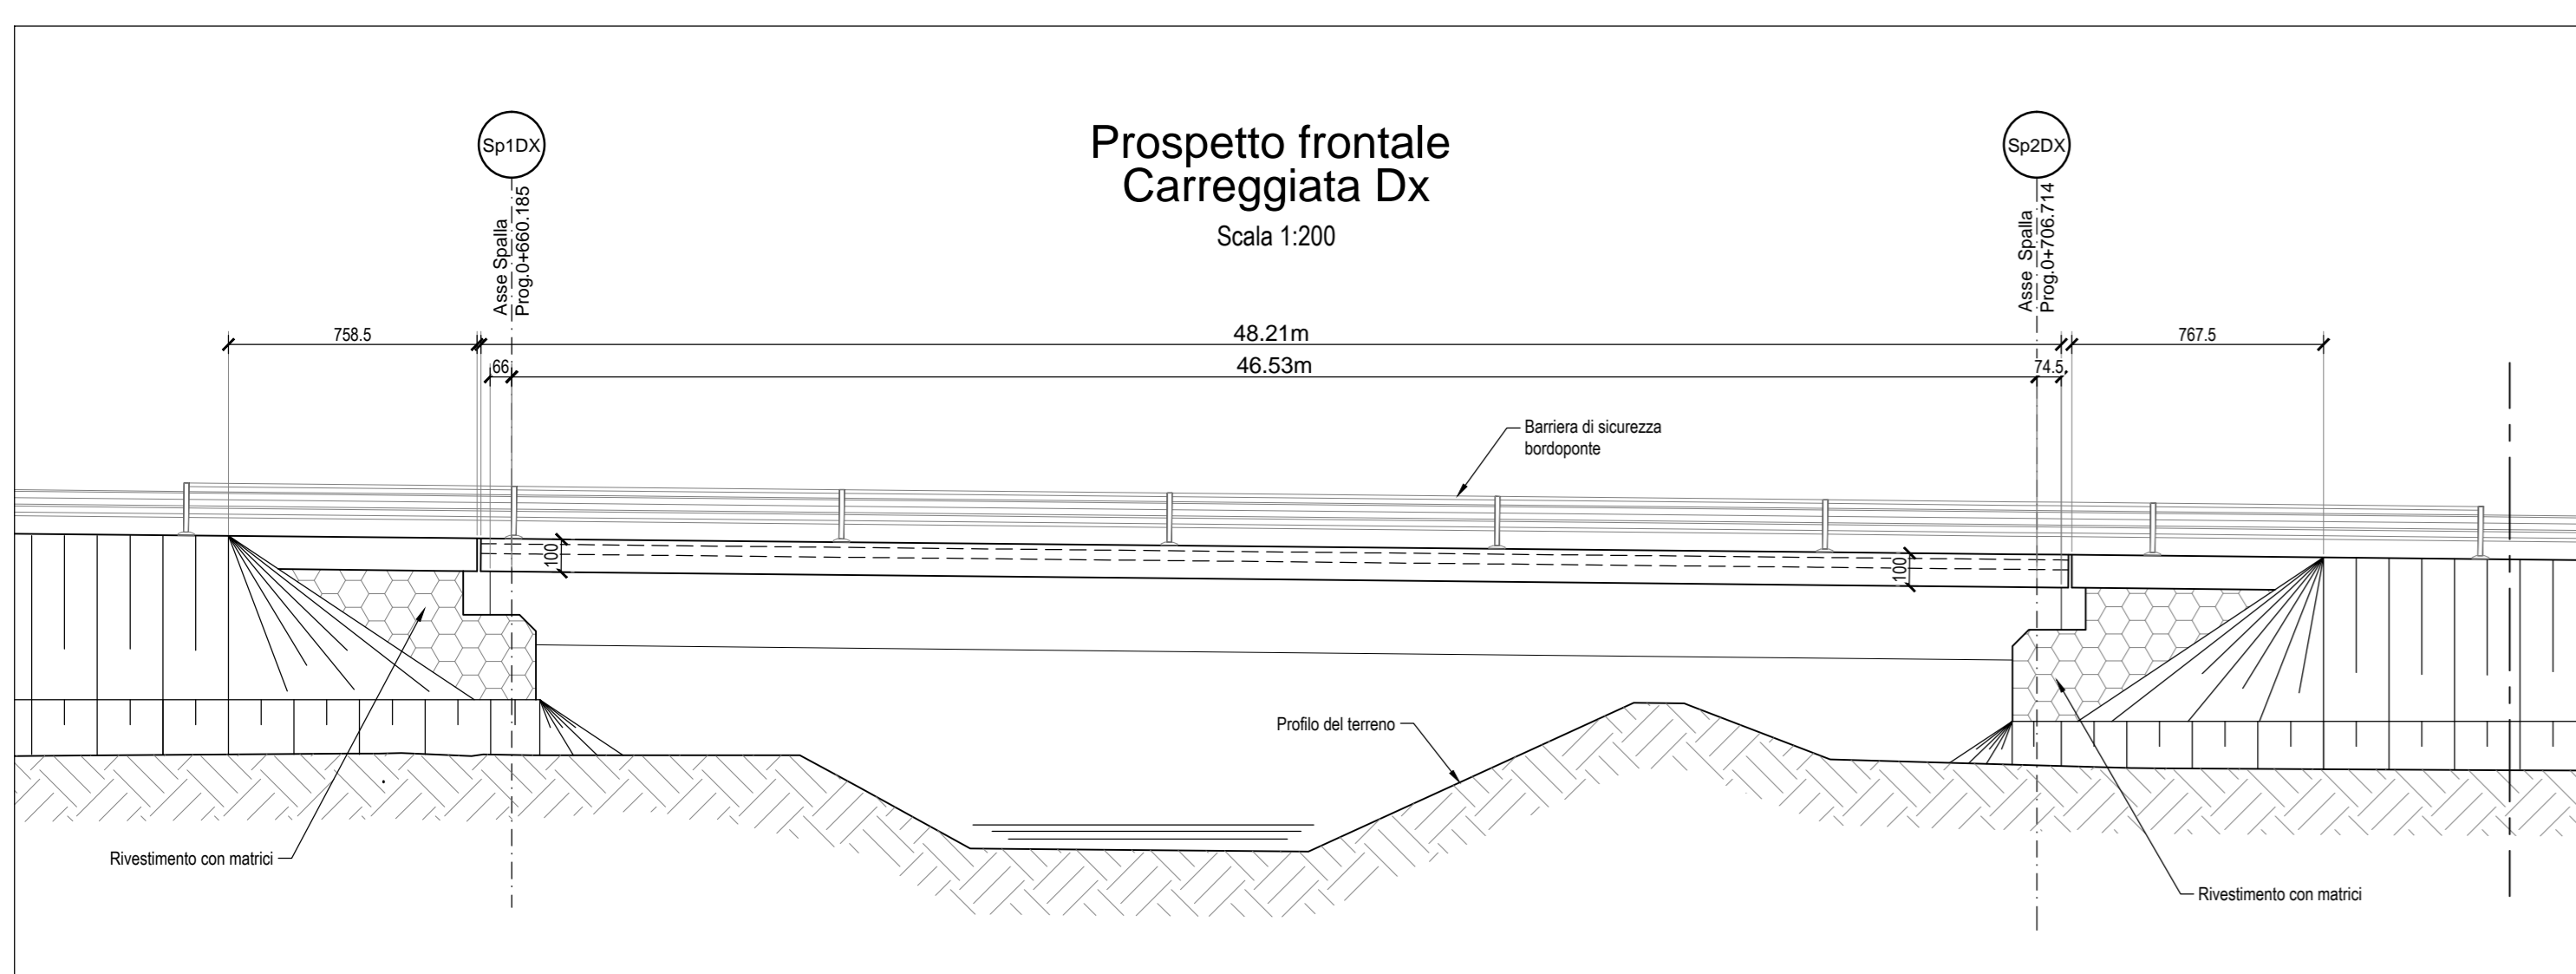 Prospetto frontale
Carreggiata Dx
Scala 1:200
Sp1DX
Asse Spalla
Prog.0+660.185
Sp2DX
Asse Spalla
Prog.0+706.714
758.5
48.21m
767.5
66
46.53m
74.5
Barriera di sicurezza
bordoponte
100
100
Profilo del terreno
Rivestimento con matrici
Rivestimento con matrici